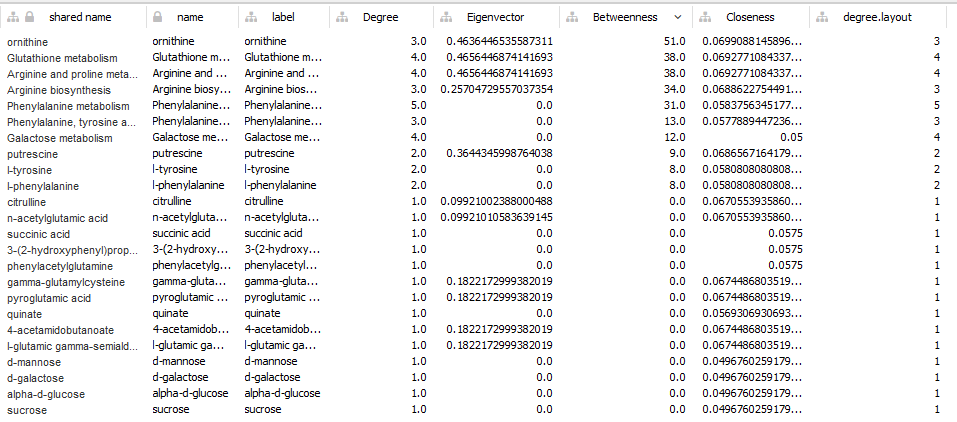 shared name name label Degree Eigenvector Betweenness Closeness degree.layout
ornithine ornithine ornithine 3.0 0.4636446535587311 51.0 0.0699088145896... 3
Glutathione metabolism Glutathione m... Glutathione m... 4.0 0.4656446874141693 38.0 0.0692771084337... 4
Arginine and proline meta... Arginine and ... Arginine and ... 4.0 0.4656446874141693 38.0 0.0692771084337... 4
Arginine biosynthesis Arginine biosy... Arginine bios... 3.0 0.25704729557037354 34.0 0.0688622754491... 3
Phenylalanine metabolism Phenylalanine... Phenylalanine... 5.0 0.0 31.0 0.0583756345177... 5
Phenylalanine, tyrosine a... Phenylalanine... Phenylalanine... 3.0 0.0 13.0 0.0577889447236... 3
Galactose metabolism Galactose me... Galactose me... 4.0 0.0 12.0 0.05 4
putrescine putrescine putrescine 2.0 0.3644345998764038 9.0 0.0686567164179... 2
l-tyrosine l-tyrosine l-tyrosine 2.0 0.0 8.0 0.0580808080808... 2
l-phenylalanine l-phenylalanine l-phenylalanine 2.0 0.0 8.0 0.0580808080808... 2
citrulline citrulline citrulline 1.0 0.09921002388000488 0.0 0.0670553935860... 1
n-acetylglutamic acid n-acetylgluta... n-acetylgluta... 1.0 0.09921010583639145 0.0 0.0670553935860... 1
succinic acid succinic acid succinic acid 1.0 0.0 0.0 0.0575 1
3-(2-hydroxyphenyl)prop... 3-(2-hydroxy... 3-(2-hydroxy... 1.0 0.0 0.0 0.0575 1
phenylacetylglutamine phenylacetylg... phenylacetyl... 1.0 0.0 0.0 0.0575 1
gamma-glutamylcysteine gamma-gluta... gamma-gluta... 1.0 0.1822172999382019 0.0 0.0674486803519... 1
pyroglutamic acid pyroglutamic ... pyroglutamic ... 1.0 0.1822172999382019 0.0 0.0674486803519... 1
quinate quinate quinate 1.0 0.0 0.0 0.0569306930693... 1
4-acetamidobutanoate 4-acetamidob... 4-acetamidob... 1.0 0.1822172999382019 0.0 0.0674486803519... 1
l-glutamic gamma-semiald... l-glutamic ga... l-glutamic ga... 1.0 0.1822172999382019 0.0 0.0674486803519... 1
d-mannose d-mannose d-mannose 1.0 0.0 0.0 0.0496760259179... 1
d-galactose d-galactose d-galactose 1.0 0.0 0.0 0.0496760259179... 1
alpha-d-glucose alpha-d-glucose alpha-d-glucose 1.0 0.0 0.0 0.0496760259179... 1
sucrose sucrose sucrose 1.0 0.0 0.0 0.0496760259179... 1